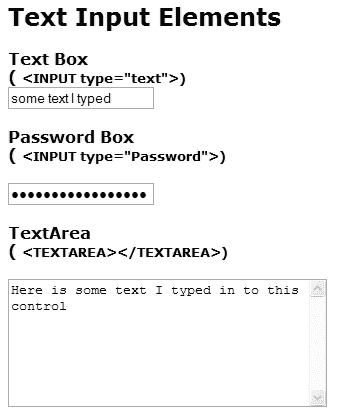 Text Input Elements
Text Box
( <INPUT type="text">)
some text I typed
Password Box
( <INPUT type="Password">)
•••••••••••••••••
TextArea
( <TEXTAREA></TEXTAREA>)
Here is some text I typed in to this
control